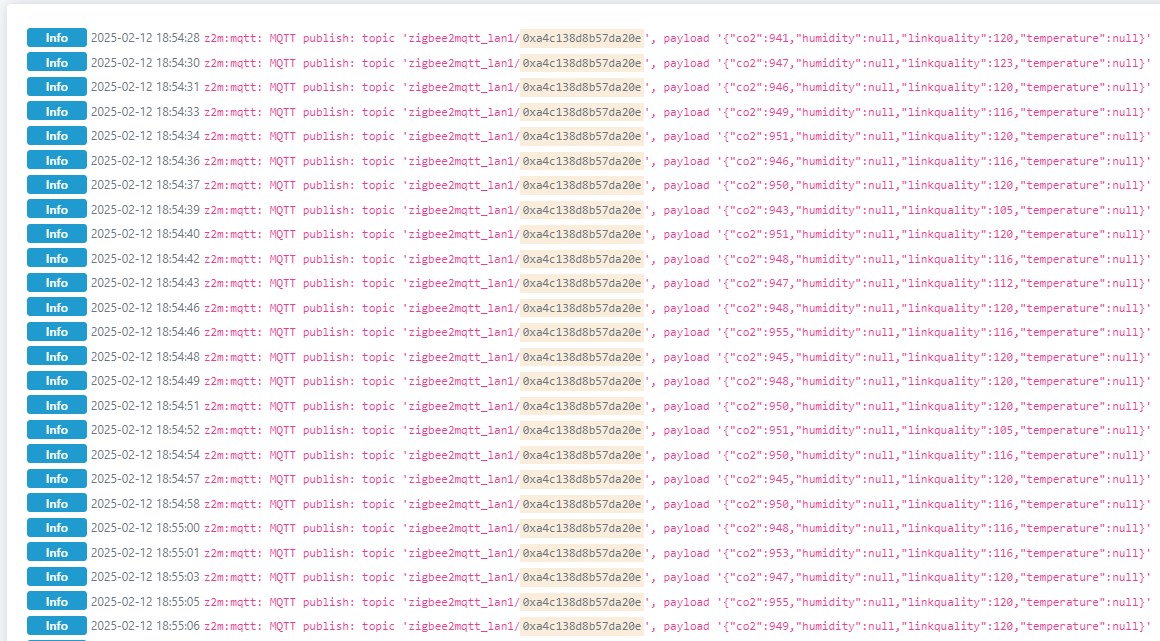 Info 2025-02-12 18:54:28 z2m:mqtt: MQTT publish: topic 'zigbee2mqtt_lan1/0xa4c138d8b57da20e', payload '{"co2":941,"humidity":null,"linkquality":120,"temperature":null}'
Info 2025-02-12 18:54:30 z2m:mqtt: MQTT publish: topic 'zigbee2mqtt_lan1/0xa4c138d8b57da20e', payload '{"co2":947,"humidity":null,"linkquality":123,"temperature":null}'
Info 2025-02-12 18:54:31 z2m:mqtt: MQTT publish: topic 'zigbee2mqtt_lan1/0xa4c138d8b57da20e', payload '{"co2":946,"humidity":null,"linkquality":120,"temperature":null}'
Info 2025-02-12 18:54:33 z2m:mqtt: MQTT publish: topic 'zigbee2mqtt_lan1/0xa4c138d8b57da20e', payload '{"co2":949,"humidity":null,"linkquality":116,"temperature":null}'
Info 2025-02-12 18:54:34 z2m:mqtt: MQTT publish: topic 'zigbee2mqtt_lan1/0xa4c138d8b57da20e', payload '{"co2":951,"humidity":null,"linkquality":120,"temperature":null}'
Info 2025-02-12 18:54:36 z2m:mqtt: MQTT publish: topic 'zigbee2mqtt_lan1/0xa4c138d8b57da20e', payload '{"co2":946,"humidity":null,"linkquality":116,"temperature":null}'
Info 2025-02-12 18:54:37 z2m:mqtt: MQTT publish: topic 'zigbee2mqtt_lan1/0xa4c138d8b57da20e', payload '{"co2":950,"humidity":null,"linkquality":120,"temperature":null}'
Info 2025-02-12 18:54:39 z2m:mqtt: MQTT publish: topic 'zigbee2mqtt_lan1/0xa4c138d8b57da20e', payload '{"co2":943,"humidity":null,"linkquality":105,"temperature":null}'
Info 2025-02-12 18:54:40 z2m:mqtt: MQTT publish: topic 'zigbee2mqtt_lan1/0xa4c138d8b57da20e', payload '{"co2":951,"humidity":null,"linkquality":120,"temperature":null}'
Info 2025-02-12 18:54:42 z2m:mqtt: MQTT publish: topic 'zigbee2mqtt_lan1/0xa4c138d8b57da20e', payload '{"co2":948,"humidity":null,"linkquality":116,"temperature":null}'
Info 2025-02-12 18:54:43 z2m:mqtt: MQTT publish: topic 'zigbee2mqtt_lan1/0xa4c138d8b57da20e', payload '{"co2":947,"humidity":null,"linkquality":112,"temperature":null}'
Info 2025-02-12 18:54:46 z2m:mqtt: MQTT publish: topic 'zigbee2mqtt_lan1/0xa4c138d8b57da20e', payload '{"co2":948,"humidity":null,"linkquality":120,"temperature":null}'
Info 2025-02-12 18:54:46 z2m:mqtt: MQTT publish: topic 'zigbee2mqtt_lan1/0xa4c138d8b57da20e', payload '{"co2":955,"humidity":null,"linkquality":116,"temperature":null}'
Info 2025-02-12 18:54:48 z2m:mqtt: MQTT publish: topic 'zigbee2mqtt_lan1/0xa4c138d8b57da20e', payload '{"co2":945,"humidity":null,"linkquality":120,"temperature":null}'
Info 2025-02-12 18:54:49 z2m:mqtt: MQTT publish: topic 'zigbee2mqtt_lan1/0xa4c138d8b57da20e', payload '{"co2":948,"humidity":null,"linkquality":120,"temperature":null}'
Info 2025-02-12 18:54:51 z2m:mqtt: MQTT publish: topic 'zigbee2mqtt_lan1/0xa4c138d8b57da20e', payload '{"co2":950,"humidity":null,"linkquality":120,"temperature":null}'
Info 2025-02-12 18:54:52 z2m:mqtt: MQTT publish: topic 'zigbee2mqtt_lan1/0xa4c138d8b57da20e', payload '{"co2":951,"humidity":null,"linkquality":105,"temperature":null}'
Info 2025-02-12 18:54:54 z2m:mqtt: MQTT publish: topic 'zigbee2mqtt_lan1/0xa4c138d8b57da20e', payload '{"co2":950,"humidity":null,"linkquality":116,"temperature":null}'
Info 2025-02-12 18:54:57 z2m:mqtt: MQTT publish: topic 'zigbee2mqtt_lan1/0xa4c138d8b57da20e', payload '{"co2":945,"humidity":null,"linkquality":120,"temperature":null}'
Info 2025-02-12 18:54:58 z2m:mqtt: MQTT publish: topic 'zigbee2mqtt_lan1/0xa4c138d8b57da20e', payload '{"co2":950,"humidity":null,"linkquality":116,"temperature":null}'
Info 2025-02-12 18:55:00 z2m:mqtt: MQTT publish: topic 'zigbee2mqtt_lan1/0xa4c138d8b57da20e', payload '{"co2":948,"humidity":null,"linkquality":116,"temperature":null}'
Info 2025-02-12 18:55:01 z2m:mqtt: MQTT publish: topic 'zigbee2mqtt_lan1/0xa4c138d8b57da20e', payload '{"co2":953,"humidity":null,"linkquality":116,"temperature":null}'
Info 2025-02-12 18:55:03 z2m:mqtt: MQTT publish: topic 'zigbee2mqtt_lan1/0xa4c138d8b57da20e', payload '{"co2":947,"humidity":null,"linkquality":120,"temperature":null}'
Info 2025-02-12 18:55:05 z2m:mqtt: MQTT publish: topic 'zigbee2mqtt_lan1/0xa4c138d8b57da20e', payload '{"co2":955,"humidity":null,"linkquality":120,"temperature":null}'
Info 2025-02-12 18:55:06 z2m:mqtt: MQTT publish: topic 'zigbee2mqtt_lan1/0xa4c138d8b57da20e', payload '{"co2":949,"humidity":null,"linkquality":120,"temperature":null}'